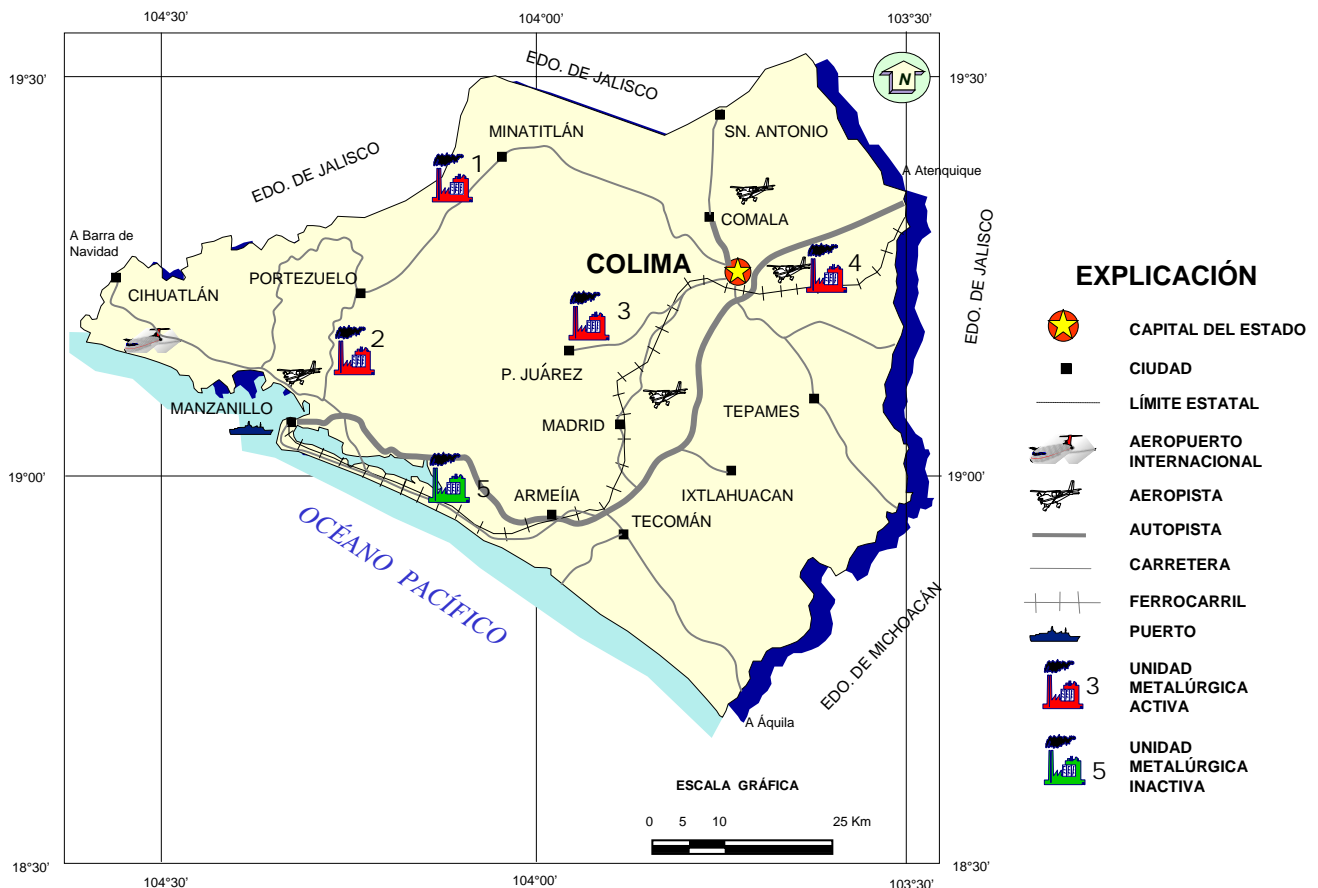 104°30'
104°00'
103°30'
19°30'
19°30'
EDO. DE JALISCO
N
MINATITLÁN
SN. ANTONIO
EDO. DE JALISCO
1
A Atenquique
COMALA
A Barra de
Navidad
EDO. DE JALISCO
COLIMA
4
PORTEZUELO
CIHUATLÁN
3
2
P. JUÁREZ
MANZANILLO
MADRID
TEPAMES
19°00'
19°00'
5
ARMEÍIA
IXTLAHUACAN
TECOMÁN
OCÉANO PACÍFICO
EDO. DE MICHOACÁN
A Áquila
ESCALA GRÁFICA
0 5 10 25 Km
18°30'
18°30'
104°30'
104°00'
103°30'
EXPLICACIÓN
CAPITAL DEL ESTADO
CIUDAD
LÍMITE ESTATAL
AEROPUERTO
INTERNACIONAL
AEROPISTA
AUTOPISTA
CARRETERA
FERROCARRIL
PUERTO
UNIDAD
METALÚRGICA
ACTIVA
3
UNIDAD
METALÚRGICA
INACTIVA
5